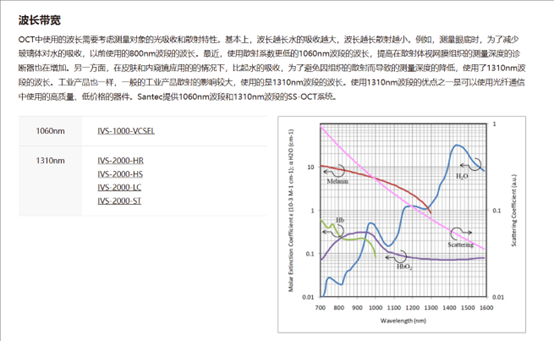 波长带宽
OCT中使用的波长需要考虑测量对象的光吸收和散射特性。基本上，波长越长水的吸收越大，波长越长散射越小。例如，测量眼底时，为了减少
玻璃体对水的吸收，以前使用的800nm波段的波长。最近，使用散射系数更低的1060nm波段的波长，提高在散射体视网膜组织的测量深度的诊
断器也在增加。另一方面，在皮肤和内窥镜应用的的情况下，比起水的吸收，为了避免因组织的散射而导致的测量深度的降低，使用了1310nm波
段的波长。工业产品也一样，一般的工业产品散射的影响较大，使用的是1310nm波段的波长。使用1310nm波段的优点之一是可以使用光纤通信
中使用的高质量、低价格的器件。Santec提供1060nm波段和1310nm波段的SS-OCT系统。
1060nm IVS-1000-VCSEL
1310nm IVS-2000-HR
IVS-2000-HS
IVS-2000-LC
IVS-2000-ST
Molar Extinction Coefficient x (10-3 M-1 cm-1); α H2O (cm-1)
100
10
1
0.1
0.01
Melanin
H₂O
Hb
HbO₂
Scattering
1
0.1
0.01
Scattering Coefficient (a.u.)
700 800 900 1000 1100 1200 1300 1400 1500 1600
Wavelength (nm)